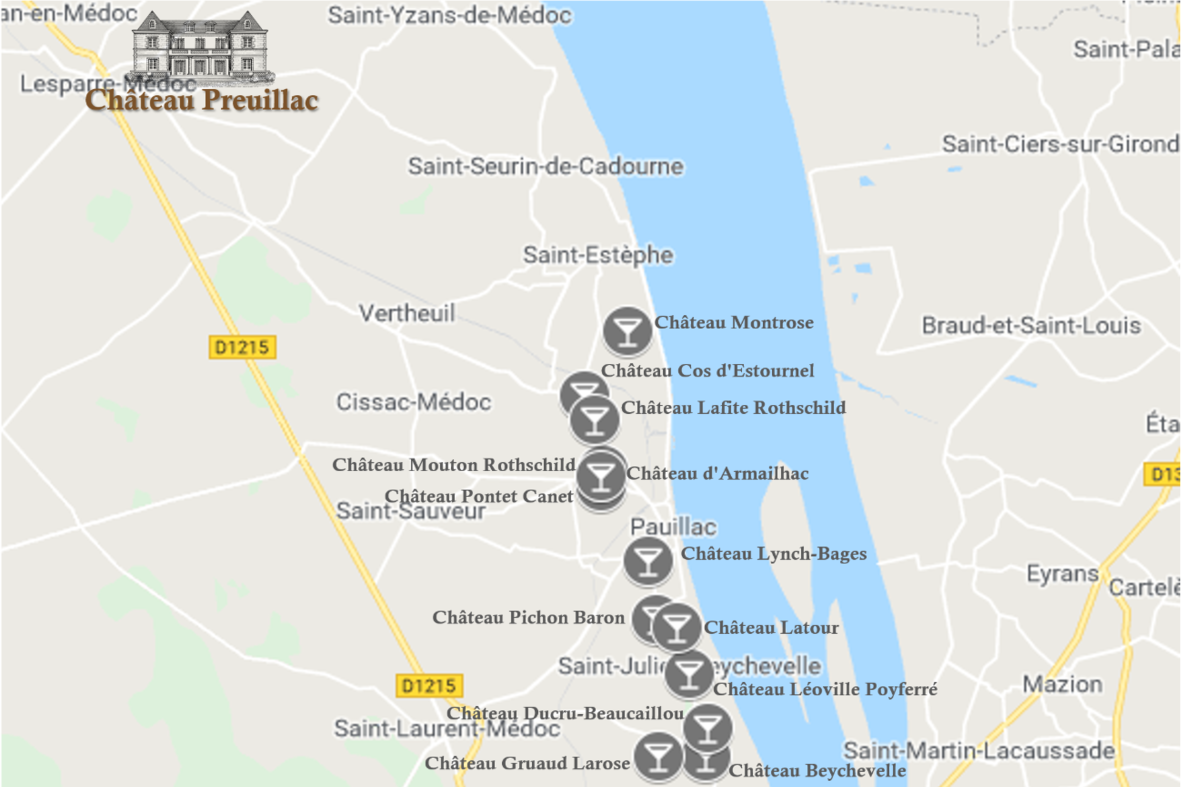 an-en-Médoc
Saint-Yzans-de-Médoc
Saint-Pala
Lesparre-Médoc
Château Preuillac
Saint-Ciers-sur-Girond
Saint-Seurin-de-Cadourne
Saint-Estèphe
Vertheuil
Château Montrose
Braud-et-Saint-Louis
D1215
Château Cos d'Estournel
Cissac-Médoc
Château Lafite Rothschild
Éta
Château Mouton Rothschild
Château d'Armailhac
D13
Château Pontet Canet
Saint-Sauveur
Pauillac
Château Lynch-Bages
Eyrans
Cartelè
Château Pichon Baron
Château Latour
Saint-Julie eychevelle
D1215
Mazion
Château Léoville Poyferré
Château Ducru-Beaucaillou
Saint-Laurent-Médoc
Saint-Martin-Lacaussade
Château Gruaud Larose
Château Beychevelle